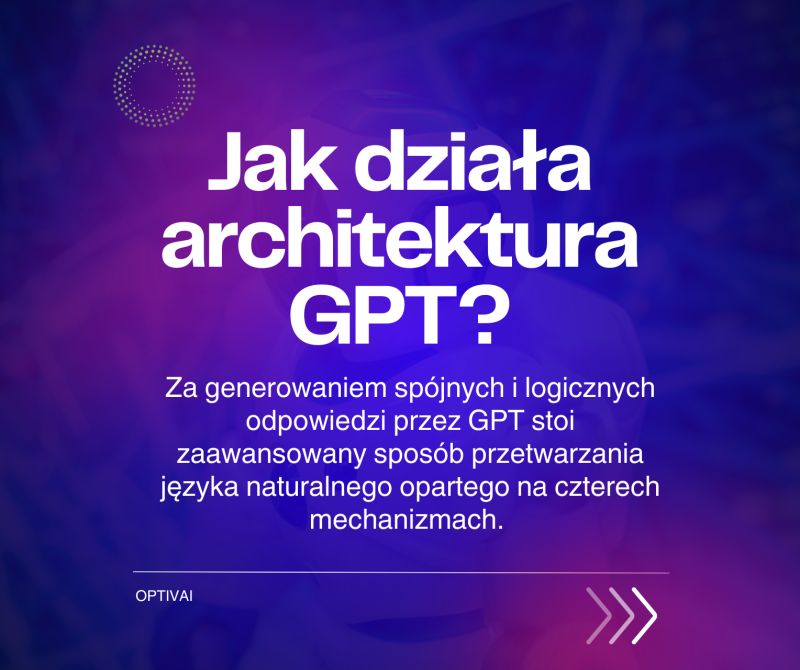 Jak działa
architektura
GPT?
Za generowaniem spójnych i logicznych
odpowiedzi przez GPT stoi
zaawansowany sposób przetwarzania
języka naturalnego opartego na czterech
mechanizmach.
OPTIVAI